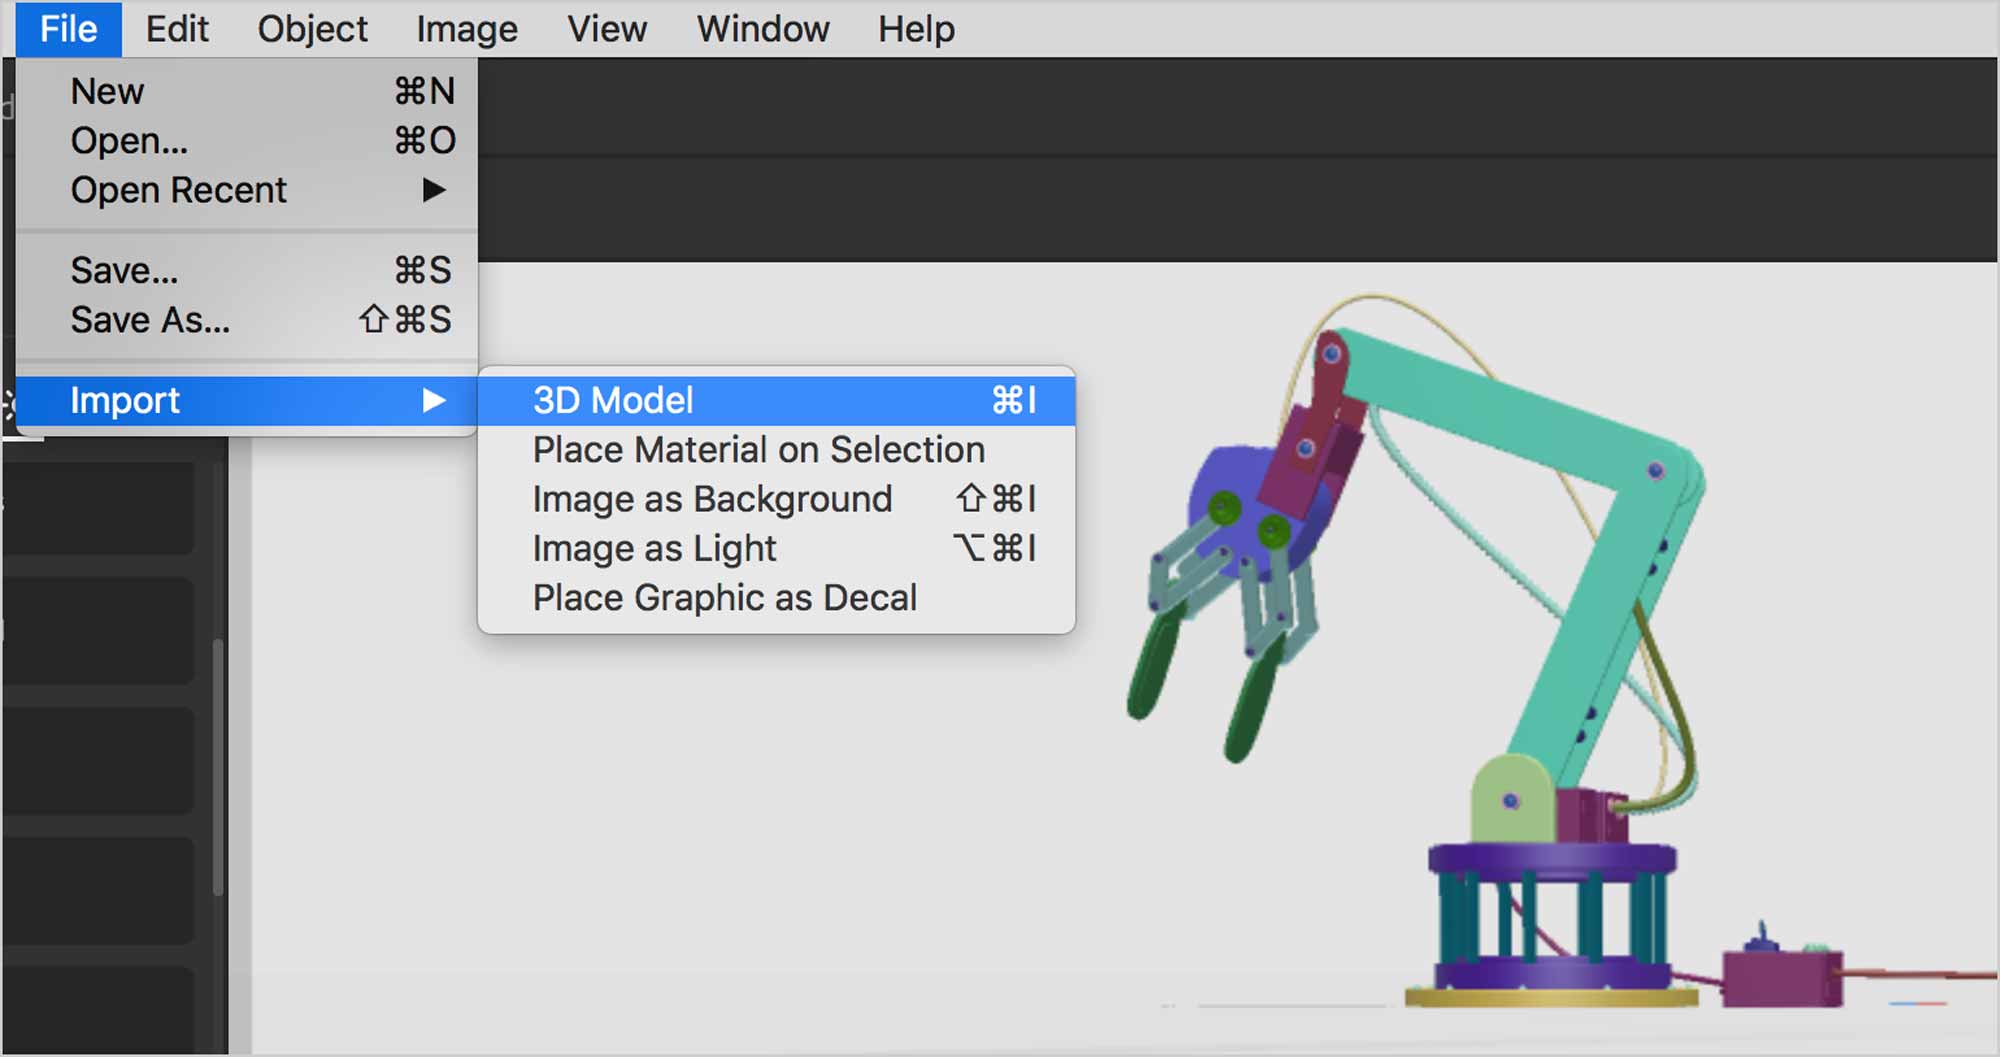 File Edit Object Image View Window Help
New ⌘N
Open... ⌘O
Open Recent ▶
Save... ⌘S
Save As... ⇧⌘S
Import ▶
3D Model ⌘I
Place Material on Selection
Image as Background ⇧⌘I
Image as Light ⌥⌘I
Place Graphic as Decal